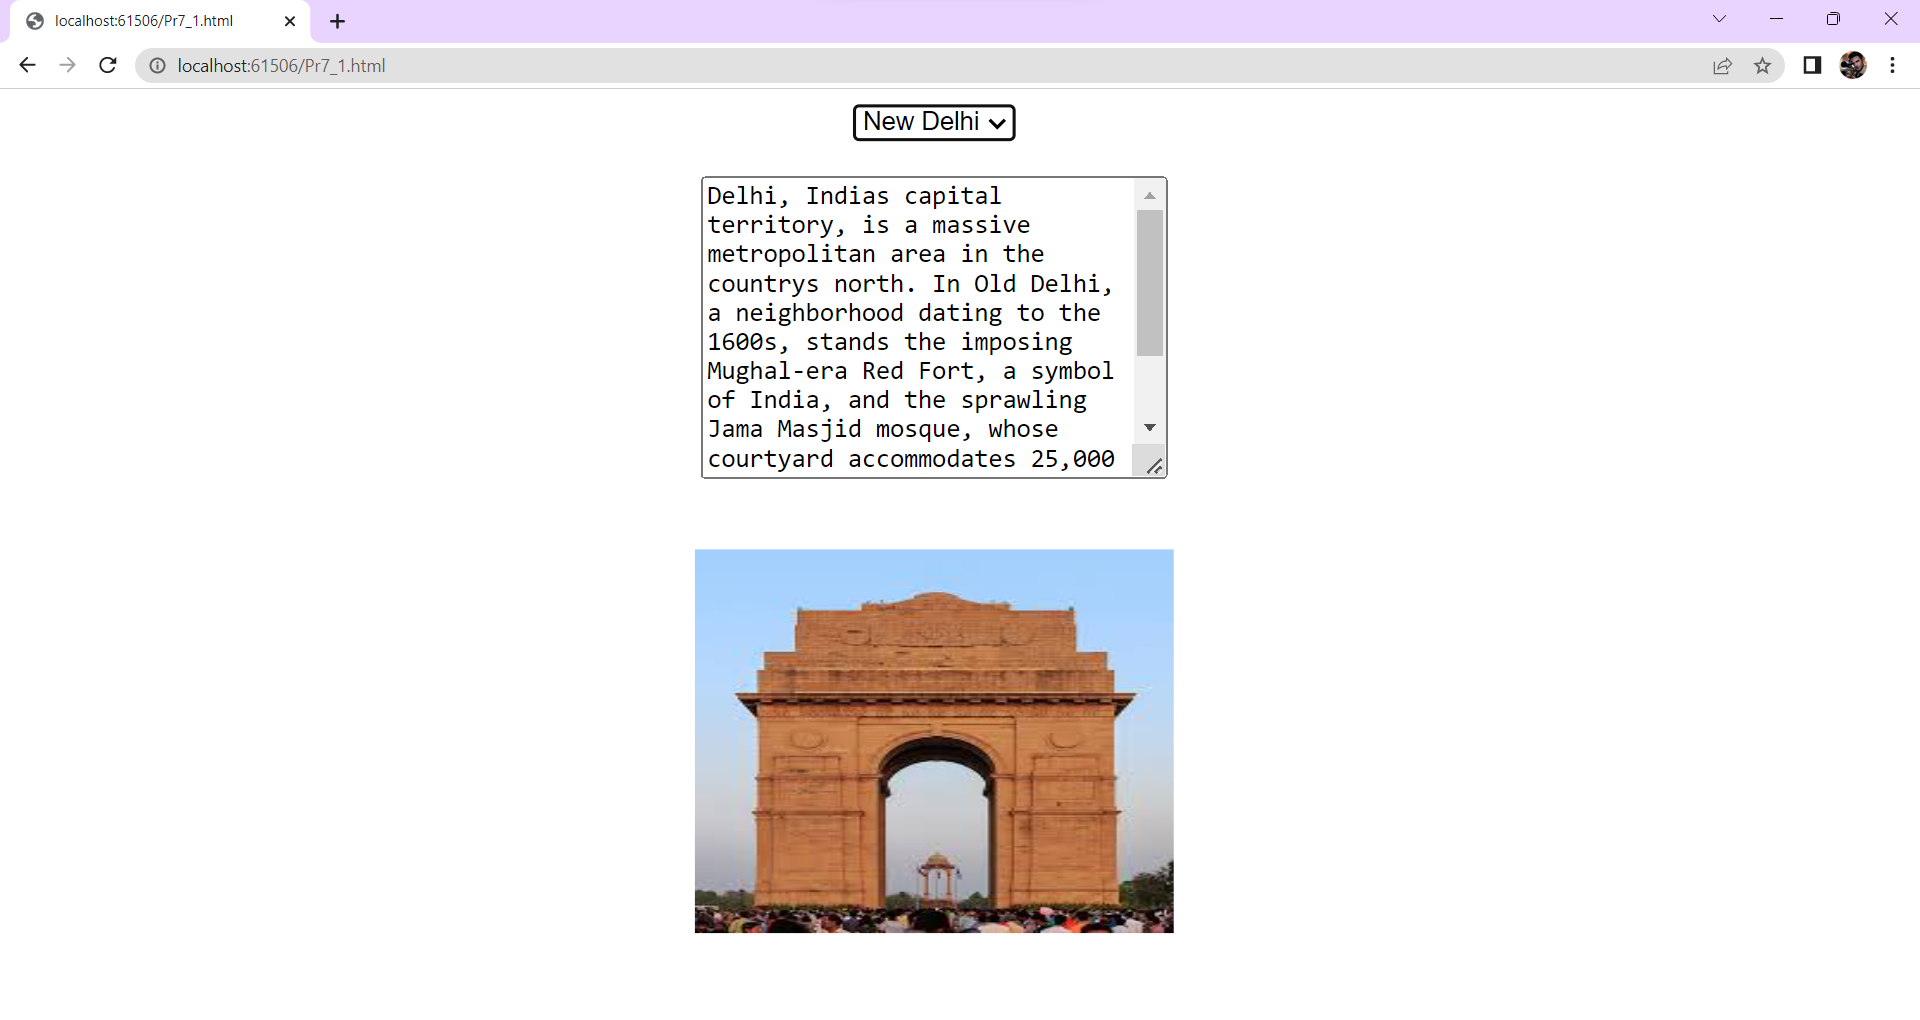 localhost:61506/Pr7_1.html
localhost:61506/Pr7_1.html
New Delhi
Delhi, Indias capital
territory, is a massive
metropolitan area in the
countrys north. In Old Delhi,
a neighborhood dating to the
1600s, stands the imposing
Mughal-era Red Fort, a symbol
of India, and the sprawling
Jama Masjid mosque, whose
courtyard accommodates 25,000